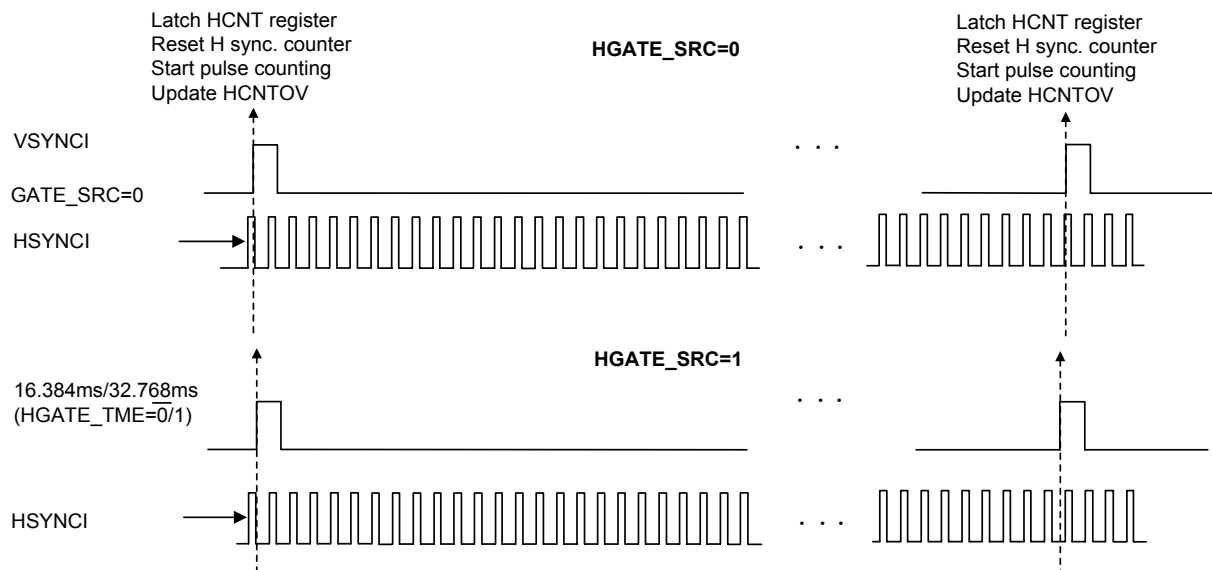 Latch HCNT register
Reset H sync. counter
Start pulse counting
Update HCNTOV
HGATE_SRC=0
Latch HCNT register
Reset H sync. counter
Start pulse counting
Update HCNTOV
VSYNCI
. . .
GATE_SRC=0
HSYNCI
. . .
HGATE_SRC=1
16.384ms/32.768ms
(HGATE_TME=0/1)
. . .
HSYNCI
. . .